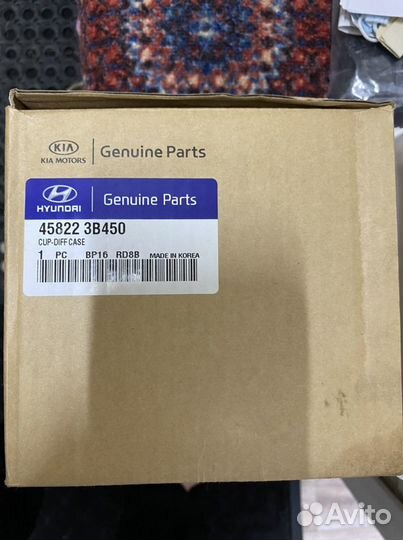 KIA
KIA MOTORS
Genuine Parts
HYUNDAI
Genuine Parts
45822 3B450
CUP-DIFF CASE
1 PC BP16 RD8B MADE IN KOREA
Avito